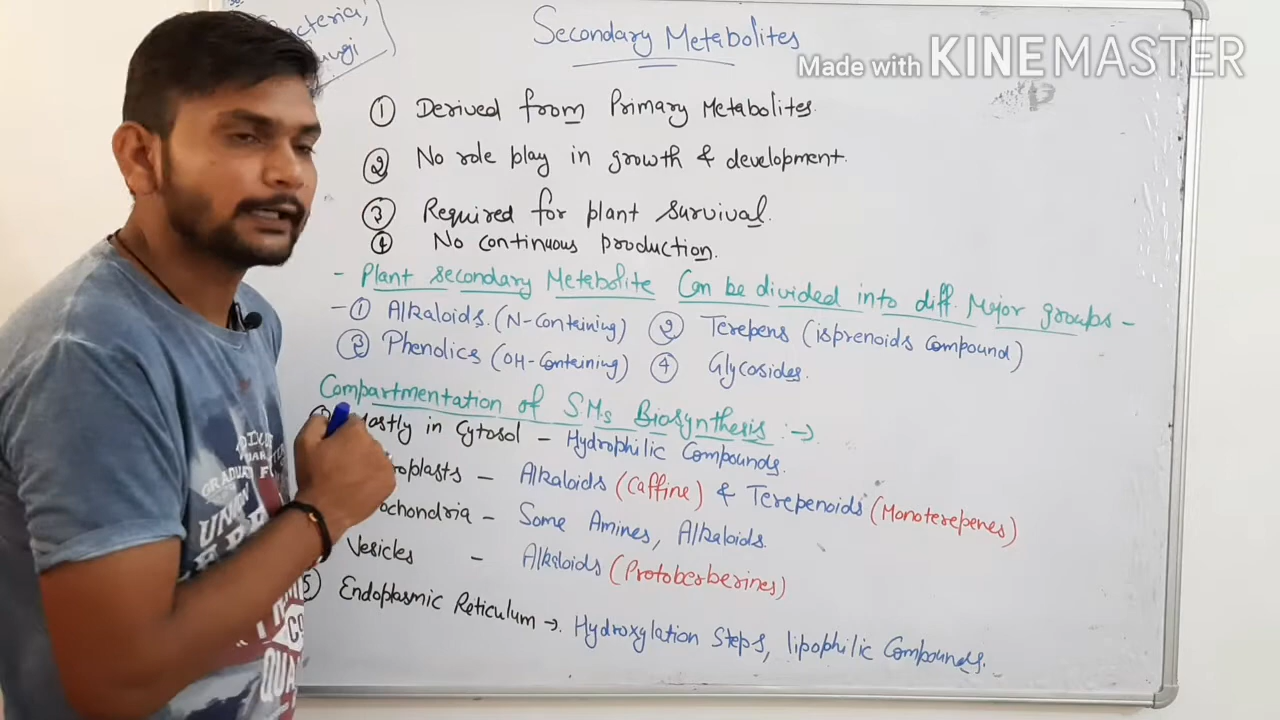 Secondary Metabolites
Made with KINEMASTER
① Derived from Primary Metabolites.
② No role play in growth & development.
③ Required for plant survival.
④ No continuous production.
- Plant secondary Metabolite Can be divided into diff. Major groups -
- ① Alkaloids. (N-Containing) ② Terepens (isprenoids compound)
③ Phenolics (OH-Containing) ④ Glycosides.
Compartmentation of S.Ms Biosynthesis :->.
Mostly in Cytosol - Hydrophilic Compounds.
- Alkaloids (Caffine) & Terepenoids (Monoterepenes)
- Some Amines, Alkaloids.
Vesicles - Alkaloids (Protoberberines)
⑤ Endoplasmic Reticulum ->. Hydroxylation Steps, lipophilic Compounds.